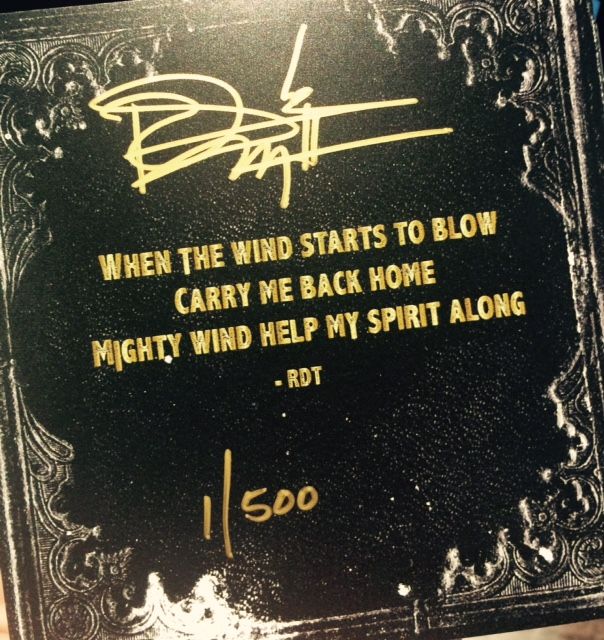 WHEN THE WIND STARTS TO BLOW
CARRY ME BACK HOME
MIGHTY WIND HELP MY SPIRIT ALONG
- RDT
1/500